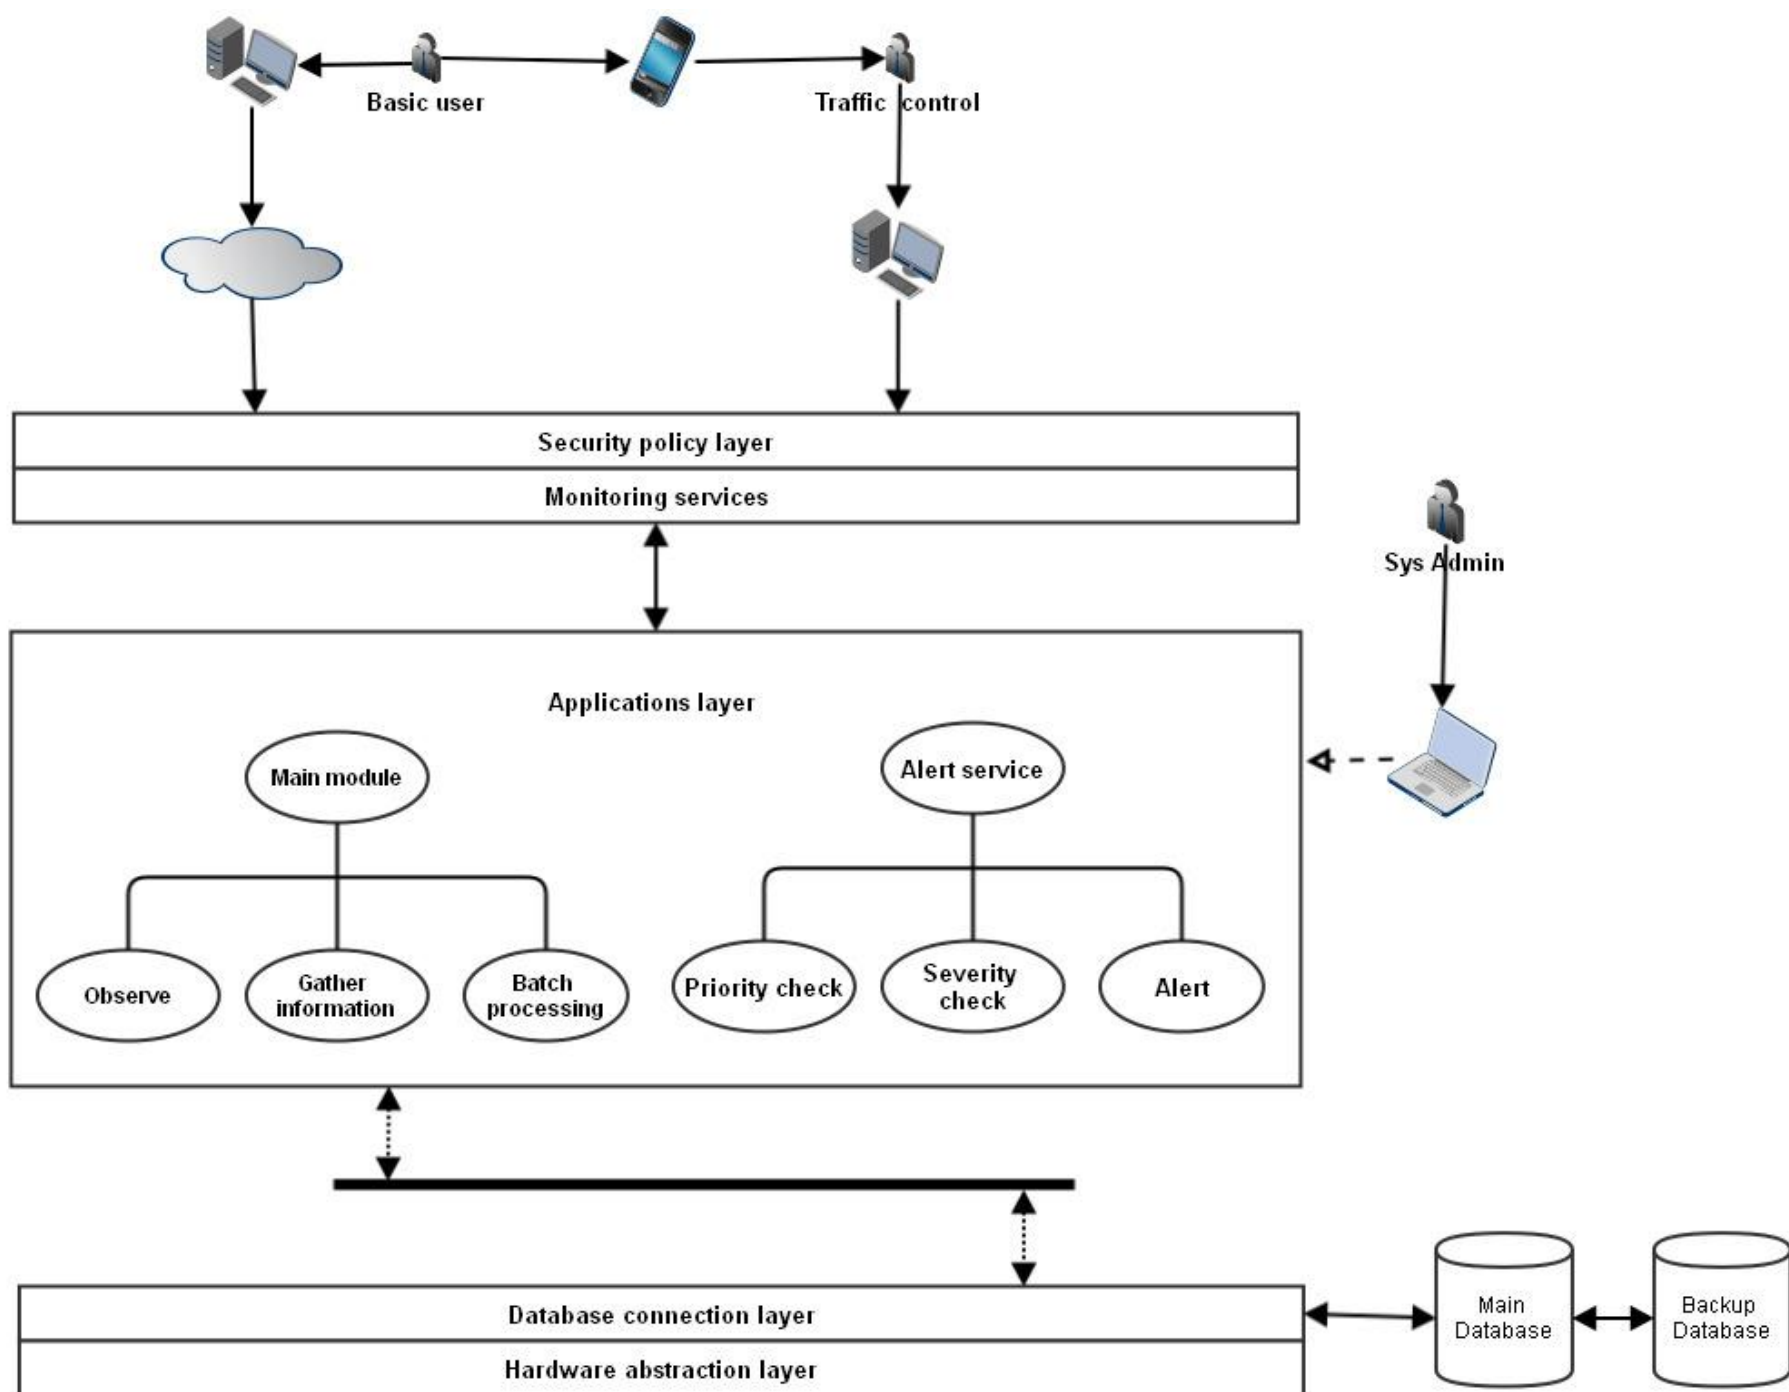 Basic user
Traffic control
Security policy layer
Monitoring services
Sys Admin
Applications layer
Main module
Alert service
Observe
Gather
information
Batch
processing
Priority check
Severity
check
Alert
Database connection layer
Hardware abstraction layer
Main
Database
Backup
Database